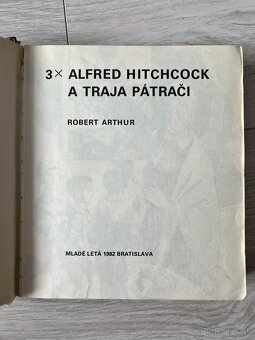 3× ALFRED HITCHCOCK
A TRAJA PÁTRAČI
ROBERT ARTHUR
MLADÉ LETÁ 1982 BRATISLAVA